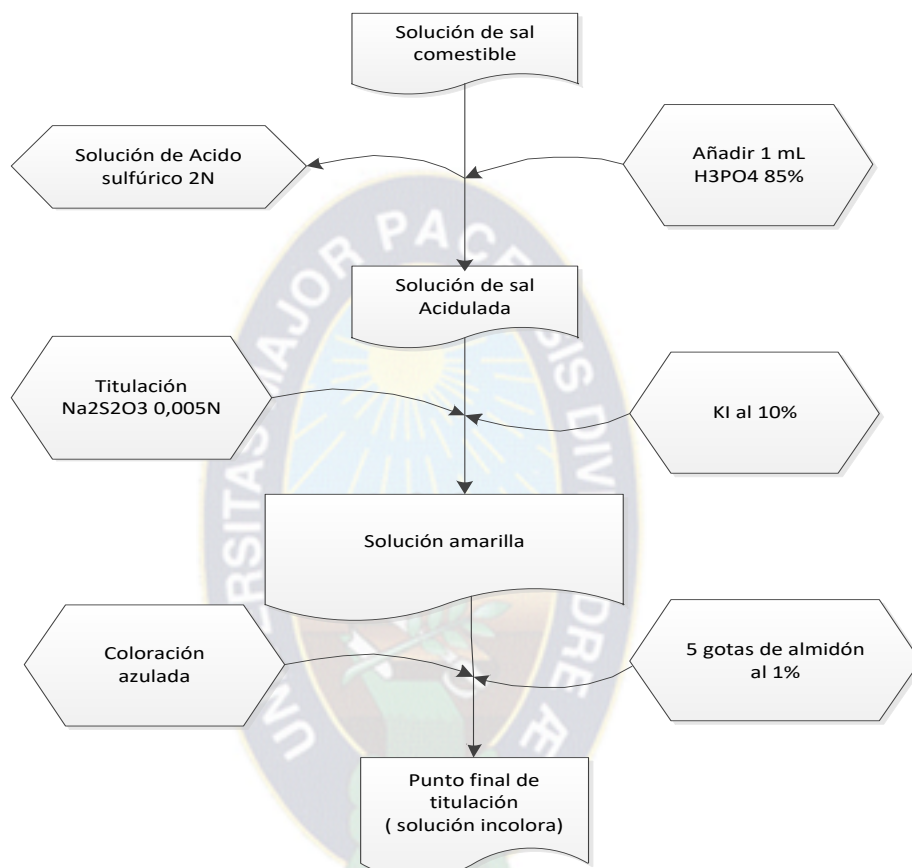 Solución de sal
comestible
Solución de Acido
sulfúrico 2N
Añadir 1 mL
H3PO4 85%
Solución de sal
Acidulada
Titulación
Na2S2O3 0,005N
KI al 10%
Solución amarilla
Coloración
azulada
5 gotas de almidón
al 1%
Punto final de
titulación
( solución incolora)